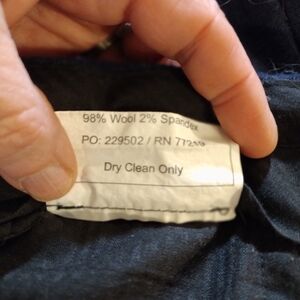 98% Wool 2% Spandex
PO: 229502 / RN
Dry Clean Only